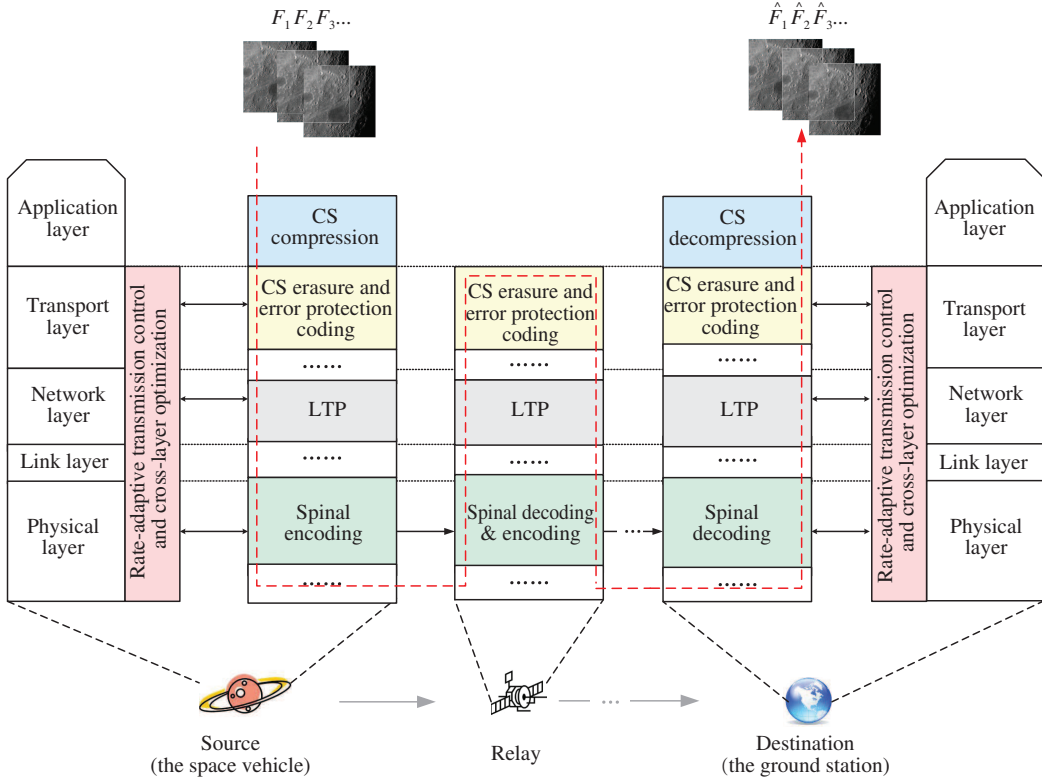 F1 F2 F3...
F̂1 F̂2 F̂3...
Application
layer
Transport
layer
Network
layer
Link layer
Physical
layer
Rate-adaptive transmission control
and cross-layer optimization
CS
compression
CS erasure and
error protection
coding
......
LTP
......
Spinal
encoding
......
CS erasure and
error protection
coding
......
LTP
......
Spinal decoding
& encoding
......
...
CS
decompression
CS erasure and
error protection
coding
......
LTP
......
Spinal
decoding
......
Rate-adaptive transmission control
and cross-layer optimization
Application
layer
Transport
layer
Network
layer
Link layer
Physical
layer
...
Source
(the space vehicle)
Relay
Destination
(the ground station)